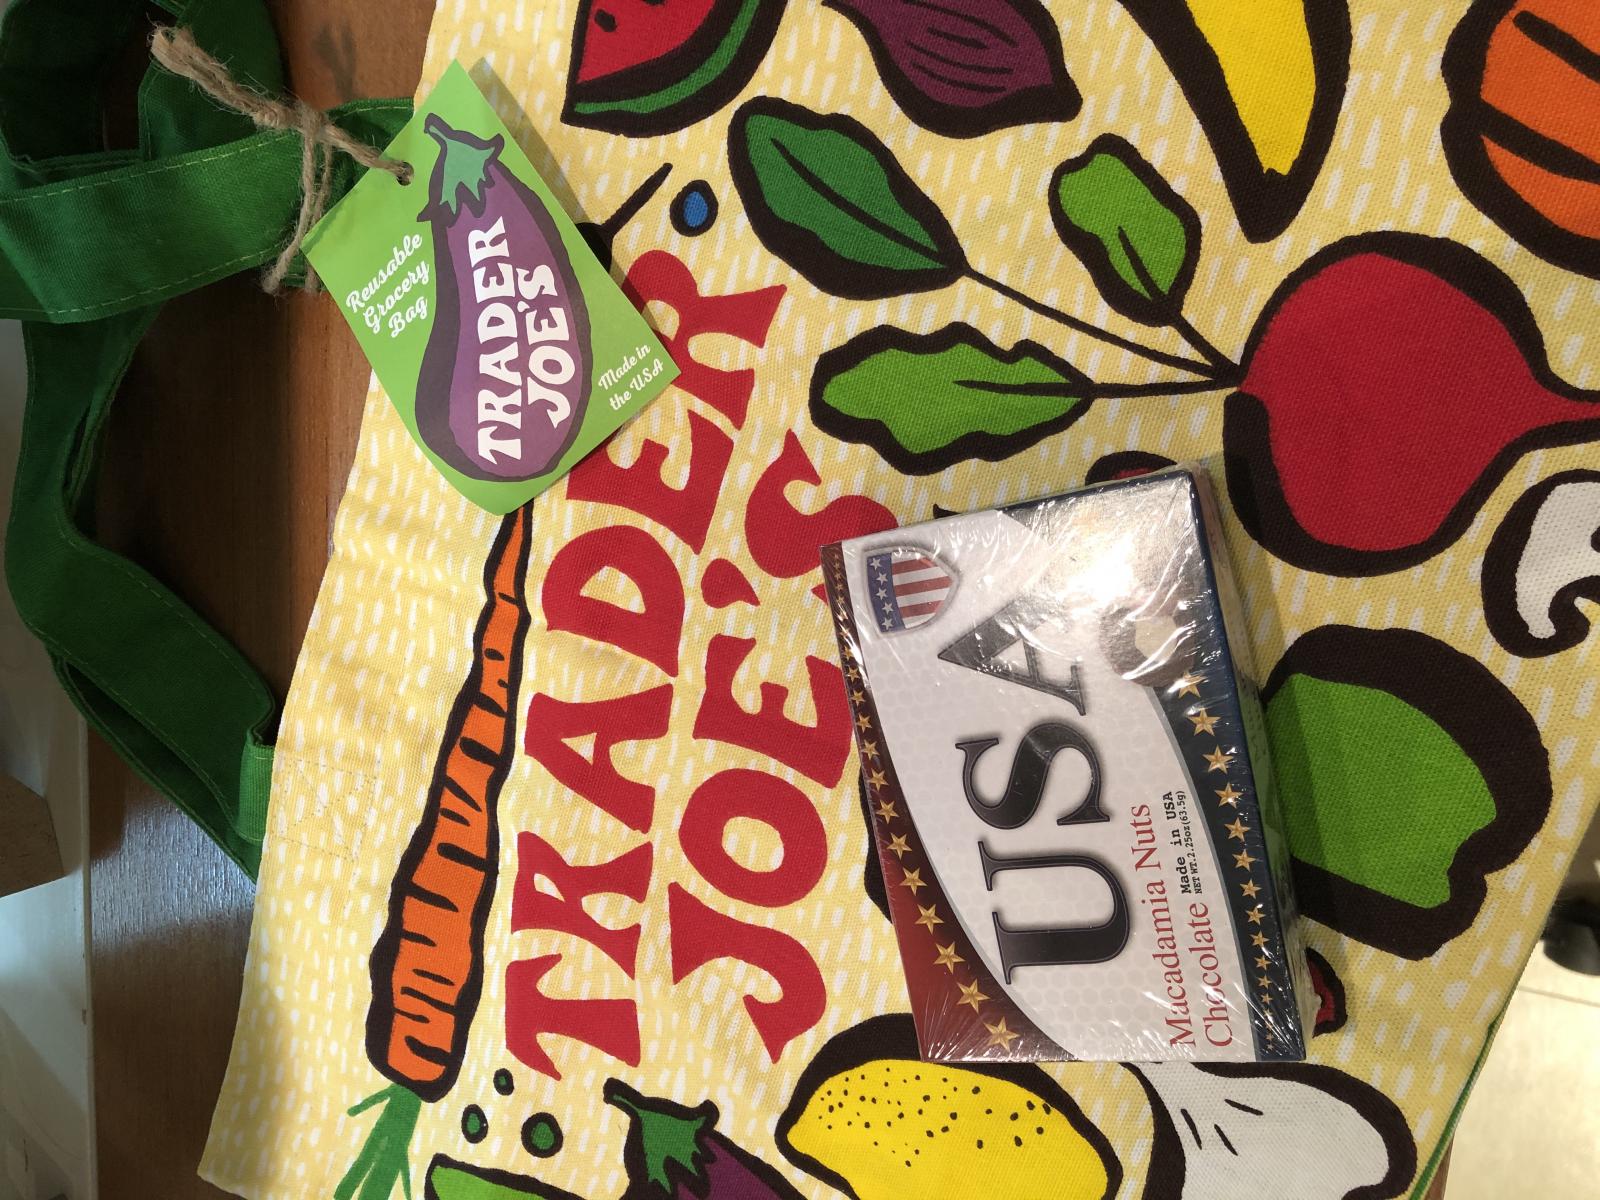 Reusable
Grocery
Bag
TRADER
JOE'S
Made in
the USA
TRADER
JOE'S
USA
Macadamia Nuts
Chocolate
Made in USA
NET WT.2.25oz(63.5g)